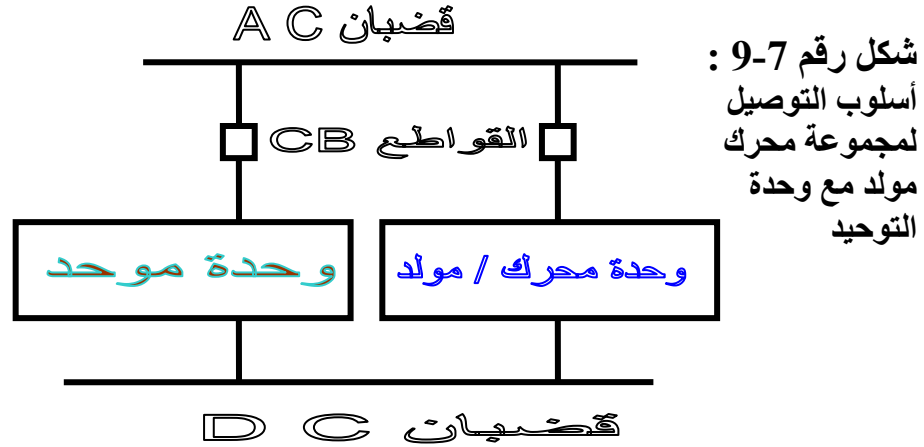 قضبان A C
شكل رقم 7-9 :
أسلوب التوصيل
لمجموعة محرك
مولد مع وحدة
التوحيد
القواطع CB
وحدة محرك / مولد
وحدة موحد
قضبان D C